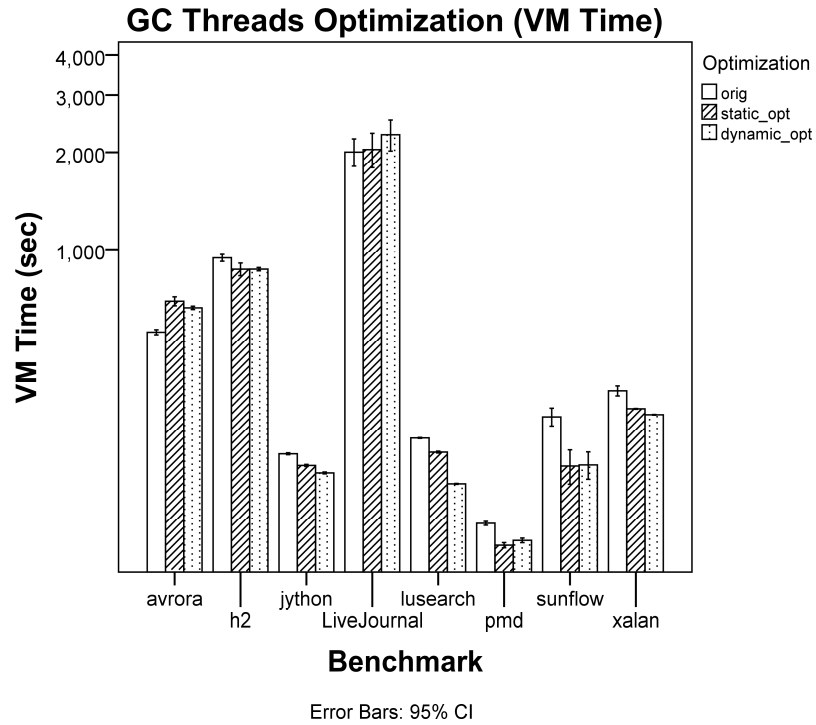 GC Threads Optimization (VM Time)
4,000
3,000
2,000
1,000
VM Time (sec)
Optimization
orig
static_opt
dynamic_opt
avrora
h2
jython
LiveJournal
lusearch
pmd
sunflow
xalan
Benchmark
Error Bars: 95% CI